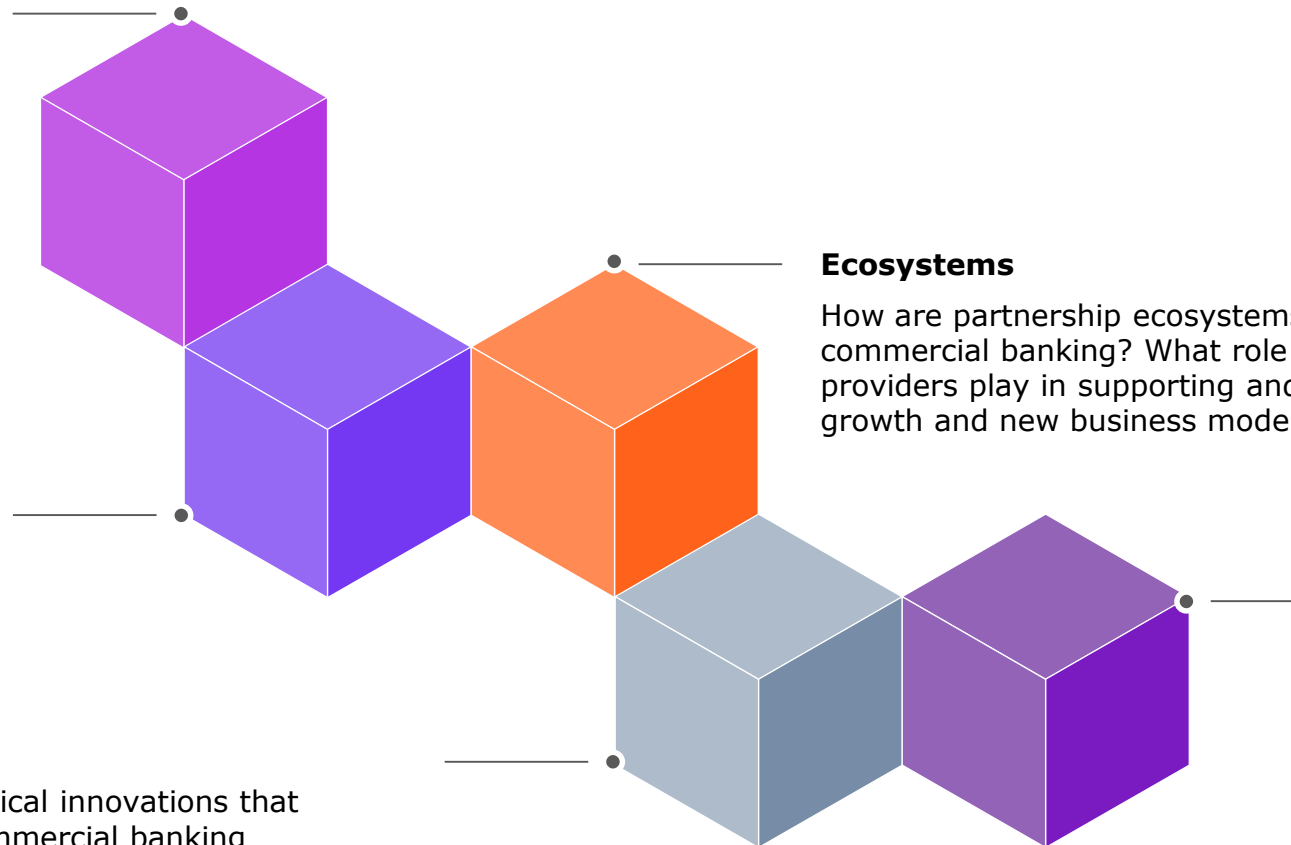 Ecosystems
How are partnership ecosystems
commercial banking? What role
providers play in supporting and
growth and new business mode
ical innovations that
mmercial banking